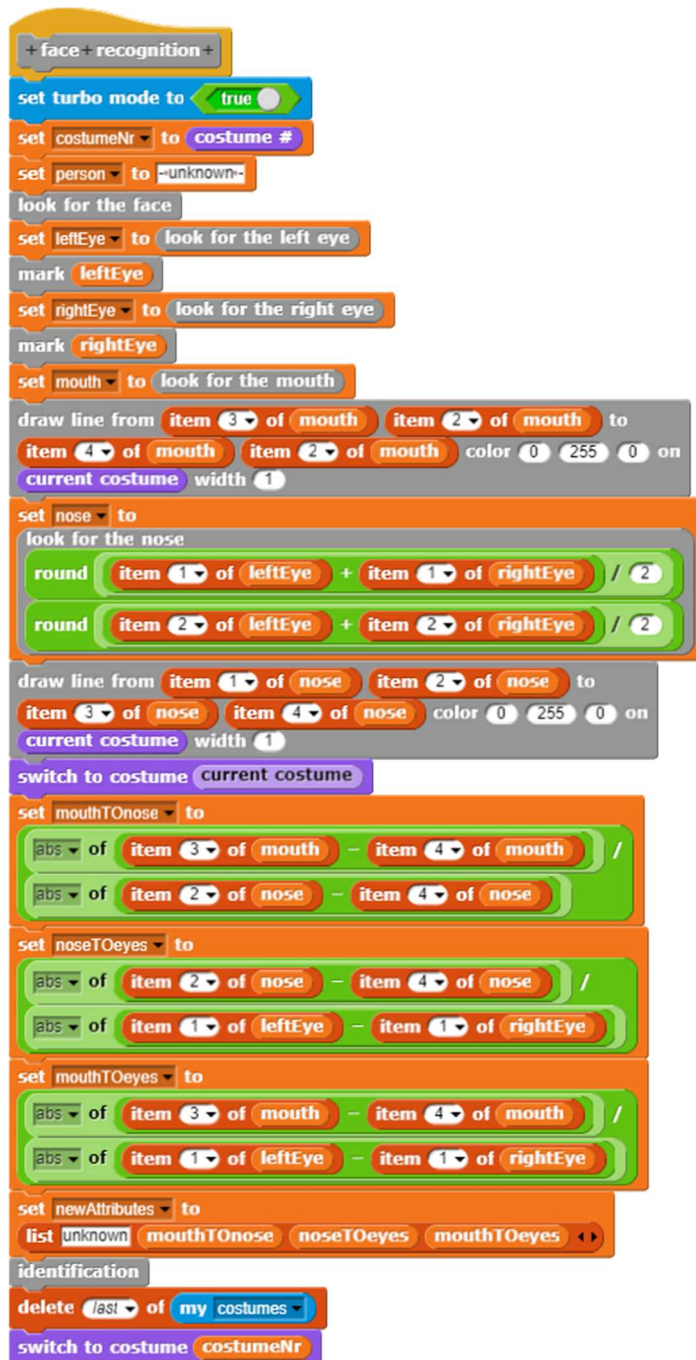 + face + recognition +
set turbo mode to true
set costumeNr to costume #
set person to --unknown--
look for the face
set leftEye to look for the left eye
mark leftEye
set rightEye to look for the right eye
mark rightEye
set mouth to look for the mouth
draw line from item 3 of mouth item 2 of mouth to
item 4 of mouth item 2 of mouth color 0 255 0 on
current costume width 1
set nose to
look for the nose
round item 1 of leftEye + item 1 of rightEye / 2
round item 2 of leftEye + item 2 of rightEye / 2
draw line from item 1 of nose item 2 of nose to
item 3 of nose item 4 of nose color 0 255 0 on
current costume width 1
switch to costume current costume
set mouthTOnose to
abs of item 3 of mouth - item 4 of mouth /
abs of item 2 of nose - item 4 of nose
set noseTOeyes to
abs of item 2 of nose - item 4 of nose /
abs of item 1 of leftEye - item 1 of rightEye
set mouthTOeyes to
abs of item 3 of mouth - item 4 of mouth /
abs of item 1 of leftEye - item 1 of rightEye
set newAttributes to
list unknown mouthTOnose noseTOeyes mouthTOeyes
identification
delete last of my costumes
switch to costume costumeNr